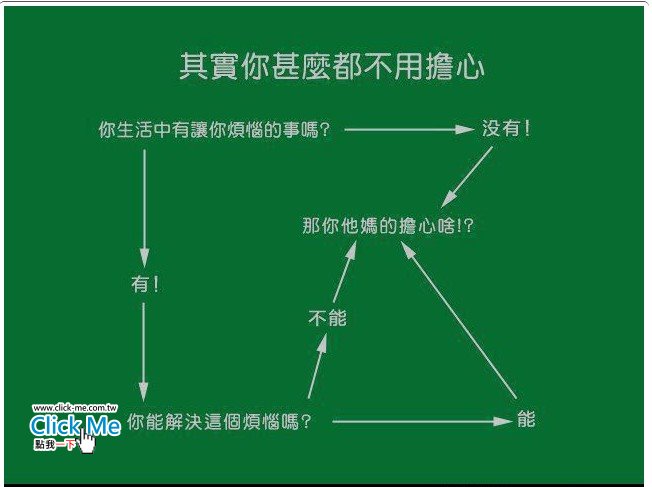 其實你甚麼都不用擔心
你生活中有讓你煩惱的事嗎?
没有!
那你他媽的擔心啥!?
有!
不能
www.click-me.com.tw
Click Me
點我一下
你能解決這個煩惱嗎?
能